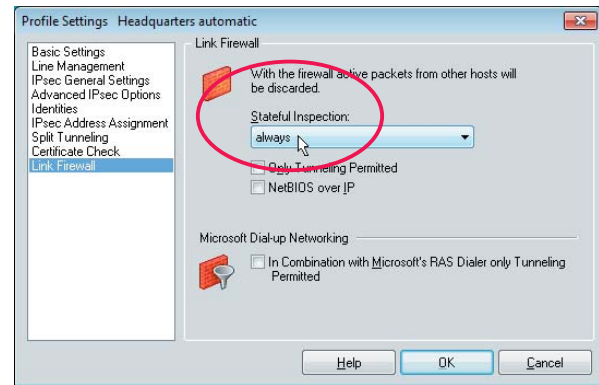 Profile Settings Headquarters automatic
Basic Settings
Line Management
IPsec General Settings
Advanced IPsec Options
Identities
IPsec Address Assignment
Split Tunneling
Certificate Check
Link Firewall
Link Firewall
With the firewall active packets from other hosts will
be discarded.
Stateful Inspection:
always
Only Tunneling Permitted
NetBIOS over IP
Microsoft Dial-up Networking
In Combination with Microsoft's RAS Dialer only Tunneling
Permitted
Help
OK
Cancel